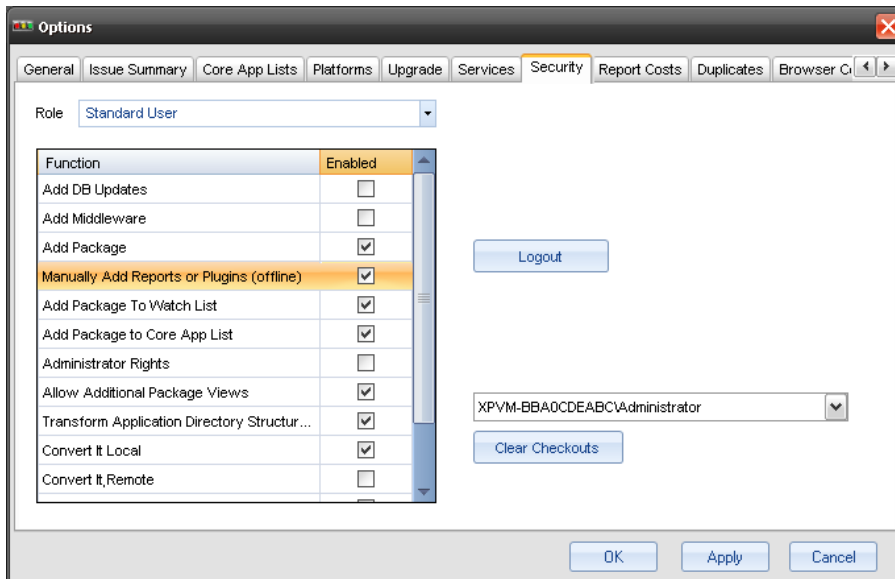 Options
General Issue Summary Core App Lists Platforms Upgrade Services Security Report Costs Duplicates Browser C
Role Standard User
Function Enabled
Add DB Updates
Add Middleware
Add Package
Manually Add Reports or Plugins (offline)
Add Package To Watch List
Add Package to Core App List
Administrator Rights
Allow Additional Package Views
Transform Application Directory Structur...
Convert It Local
Convert It,Remote
Logout
XPVM-BBA0CDEABC\Administrator
Clear Checkouts
OK Apply Cancel